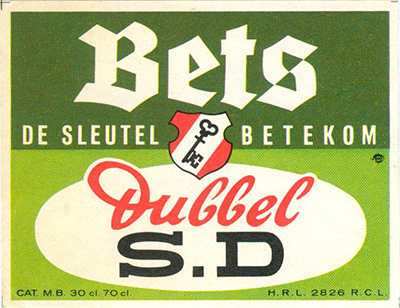 Bets
DE SLEUTEL BETEKOM
Dubbel
S.D
CAT. M.B. 30 cl. 70 cl. H.R.L. 2826 R.C.L.